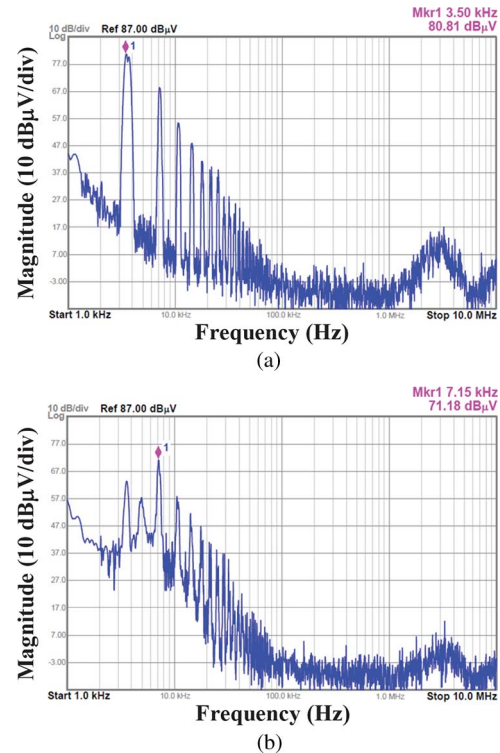 Mkr1 3.50 kHz
10 dB/div Ref 87.00 dBµV 80.81 dBµV
Log
1
77.0
67.0
57.0
47.0
37.0
27.0
17.0
7.00
-3.00
Magnitude (10 dBµV/div)
Start 1.0 kHz 10.0 kHz 100.0 kHz 1.0 MHz Stop 10.0 MHz
Frequency (Hz)
(a)
Mkr1 7.15 kHz
10 dB/div Ref 87.00 dBµV 71.18 dBµV
Log
1
77.0
67.0
57.0
47.0
37.0
27.0
17.0
7.00
-3.00
Magnitude (10 dBµV/div)
Start 1.0 kHz 10.0 kHz 100.0 kHz 1.0 MHz Stop 10.0 MHz
Frequency (Hz)
(b)